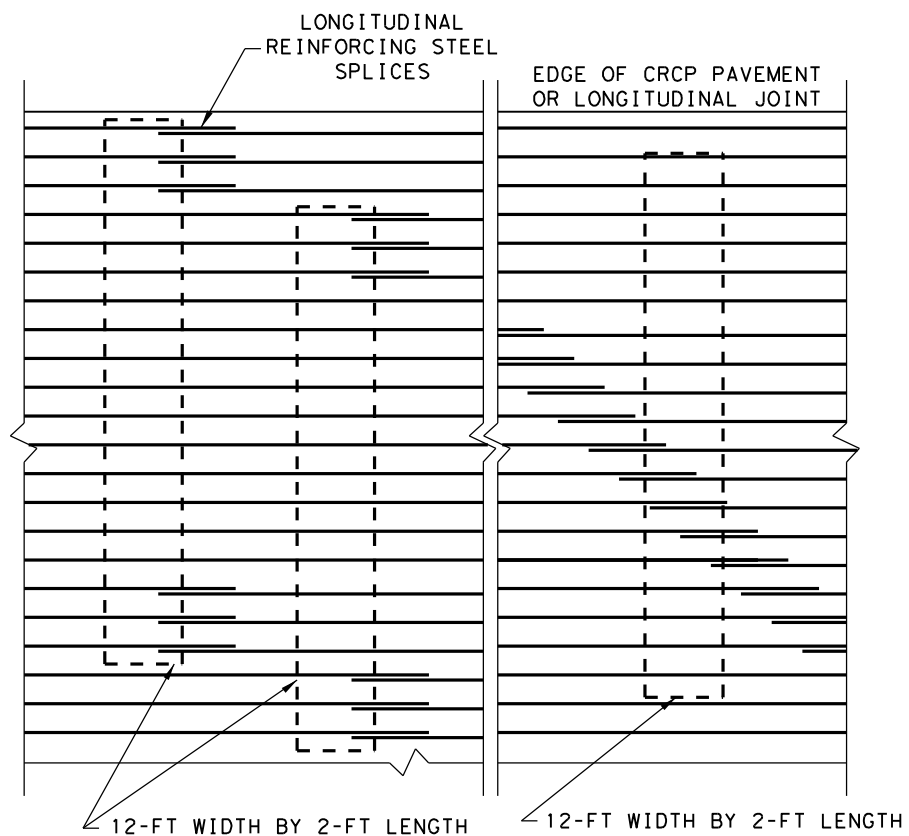 LONGITUDINAL
REINFORCING STEEL
SPLICES
EDGE OF CRCP PAVEMENT
OR LONGITUDINAL JOINT
12-FT WIDTH BY 2-FT LENGTH
12-FT WIDTH BY 2-FT LENGTH